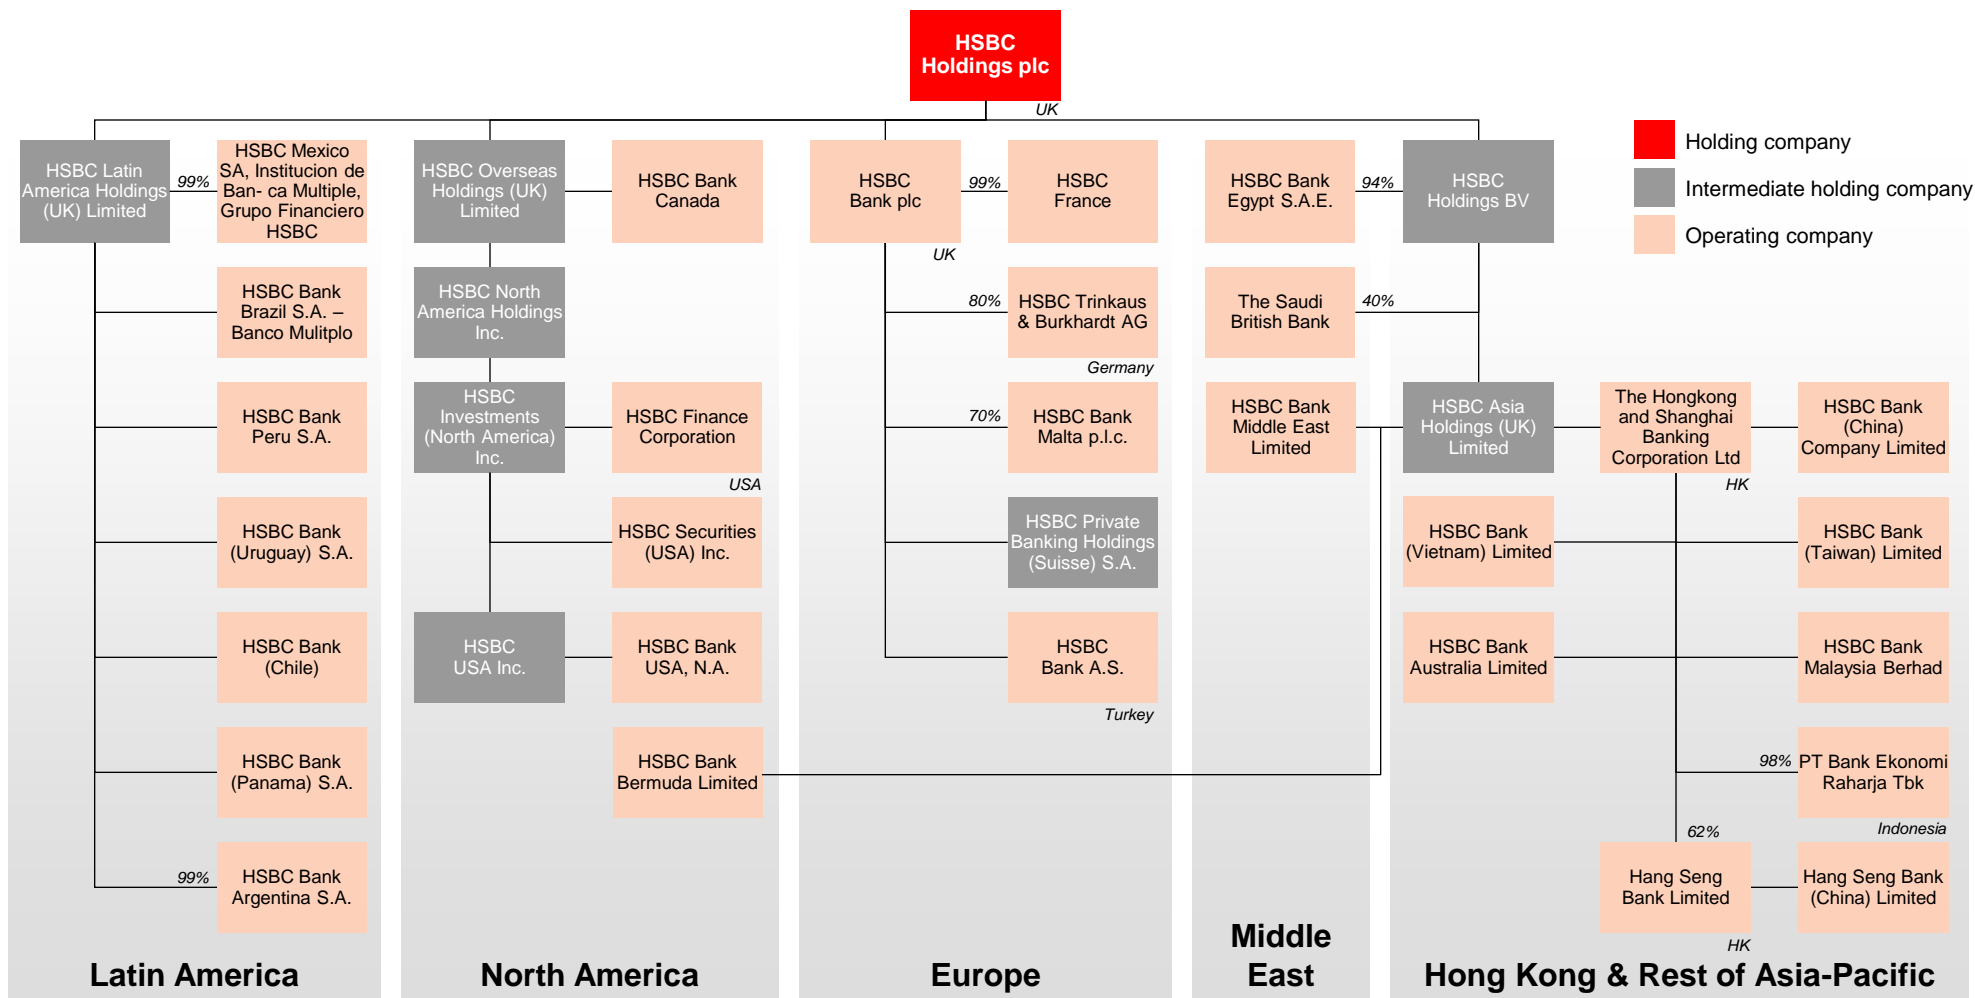 HSBC
Holdings plc
UK
Holding company
Intermediate holding company
Operating company
HSBC Latin
America Holdings
(UK) Limited
99%
HSBC Mexico
SA, Institucion de
Ban- ca Multiple,
Grupo Financiero
HSBC
HSBC Bank
Brazil S.A. –
Banco Mulitplo
HSBC Bank
Peru S.A.
HSBC Bank
(Uruguay) S.A.
HSBC Bank
(Chile)
HSBC Bank
(Panama) S.A.
99%
HSBC Bank
Argentina S.A.
Latin America
HSBC Overseas
Holdings (UK)
Limited
HSBC Bank
Canada
HSBC North
America Holdings
Inc.
HSBC
Investments
(North America)
Inc.
HSBC Finance
Corporation
USA
HSBC Securities
(USA) Inc.
HSBC
USA Inc.
HSBC Bank
USA, N.A.
HSBC Bank
Bermuda Limited
North America
HSBC
Bank plc
UK
99%
HSBC
France
80%
HSBC Trinkaus
& Burkhardt AG
Germany
70%
HSBC Bank
Malta p.l.c.
HSBC Private
Banking Holdings
(Suisse) S.A.
HSBC
Bank A.S.
Turkey
Europe
HSBC Bank
Egypt S.A.E.
94%
The Saudi
British Bank
40%
HSBC Bank
Middle East
Limited
Middle
East
HSBC
Holdings BV
HSBC Asia
Holdings (UK)
Limited
The Hongkong
and Shanghai
Banking
Corporation Ltd
HK
HSBC Bank
(China)
Company Limited
HSBC Bank
(Vietnam) Limited
HSBC Bank
(Taiwan) Limited
HSBC Bank
Australia Limited
HSBC Bank
Malaysia Berhad
98%
PT Bank Ekonomi
Raharja Tbk
Indonesia
62%
Hang Seng
Bank Limited
HK
Hang Seng Bank
(China) Limited
Hong Kong & Rest of Asia-Pacific